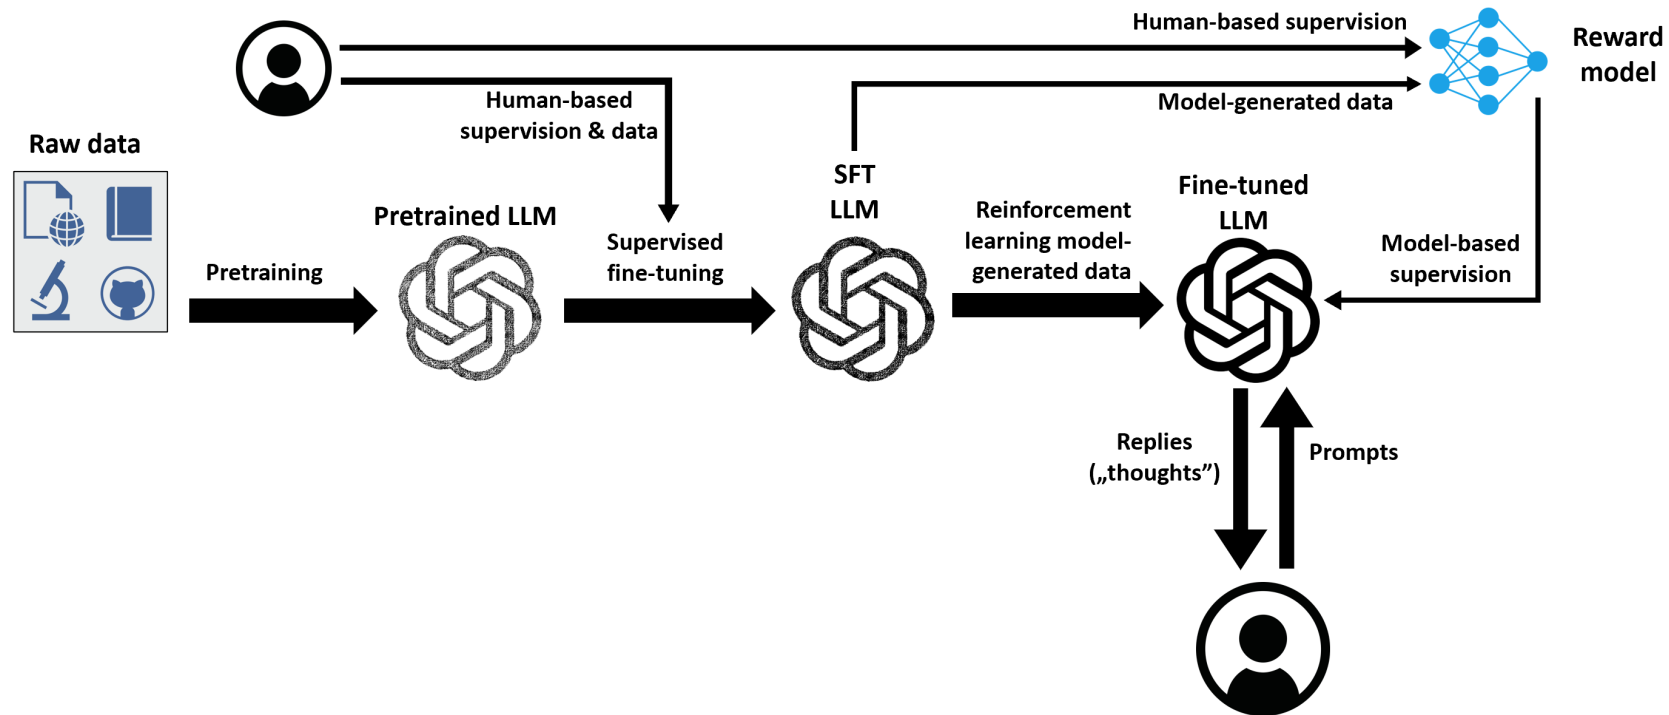 Human-based supervision
Reward
model
Model-generated data
Human-based
supervision & data
Raw data
Pretraining
Pretrained LLM
Supervised
fine-tuning
SFT
LLM
Reinforcement
learning model-
generated data
Fine-tuned
LLM
Model-based
supervision
Replies
(„thoughts”)
Prompts